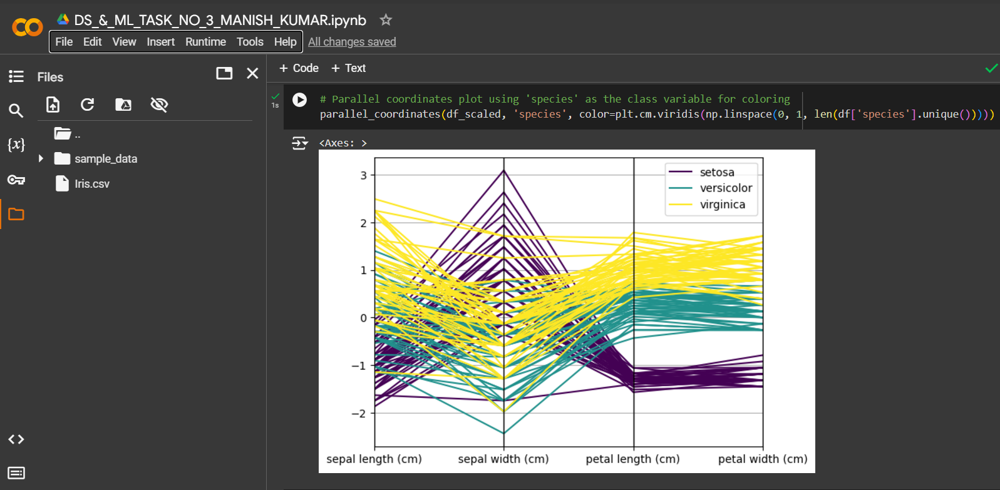 DS_&_ML_TASK_NO_3_MANISH_KUMAR.ipynb
File Edit View Insert Runtime Tools Help All changes saved
Files
..
sample_data
Iris.csv
{x}
+ Code + Text
1s
# Parallel coordinates plot using 'species' as the class variable for coloring
parallel_coordinates(df_scaled, 'species', color=plt.cm.viridis(np.linspace(0, 1, len(df['species'].unique()))))
<Axes: >
setosa
versicolor
virginica
3
2
1
0
−1
−2
sepal length (cm) sepal width (cm) petal length (cm) petal width (cm)